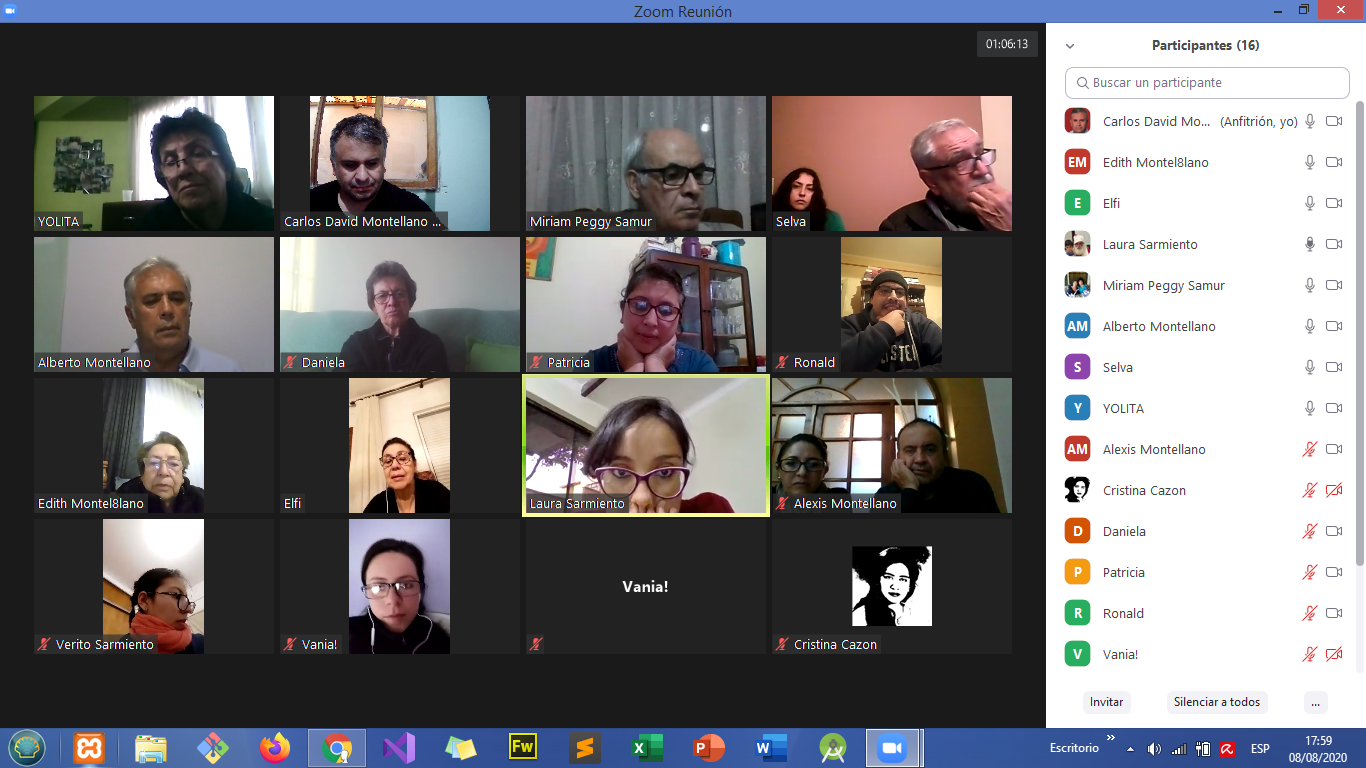 Zoom Reunión
01:06:13
YOLITA
Carlos David Montellano ...
Miriam Peggy Samur
Selva
Alberto Montellano
Daniela
Patricia
Ronald
Edith Montel8lano
Elfi
Laura Sarmiento
Alexis Montellano
Verito Sarmiento
Vania!
Vania!
Cristina Cazon
Participantes (16)
Buscar un participante
Carlos David Mo... (Anfitrión, yo)
EM Edith Montel8lano
E Elfi
Laura Sarmiento
Miriam Peggy Samur
AM Alberto Montellano
S Selva
Y YOLITA
AM Alexis Montellano
Cristina Cazon
D Daniela
P Patricia
R Ronald
V Vania!
Invitar
Silenciar a todos
...
Fw
Escritorio
ESP
17:59
08/08/2020